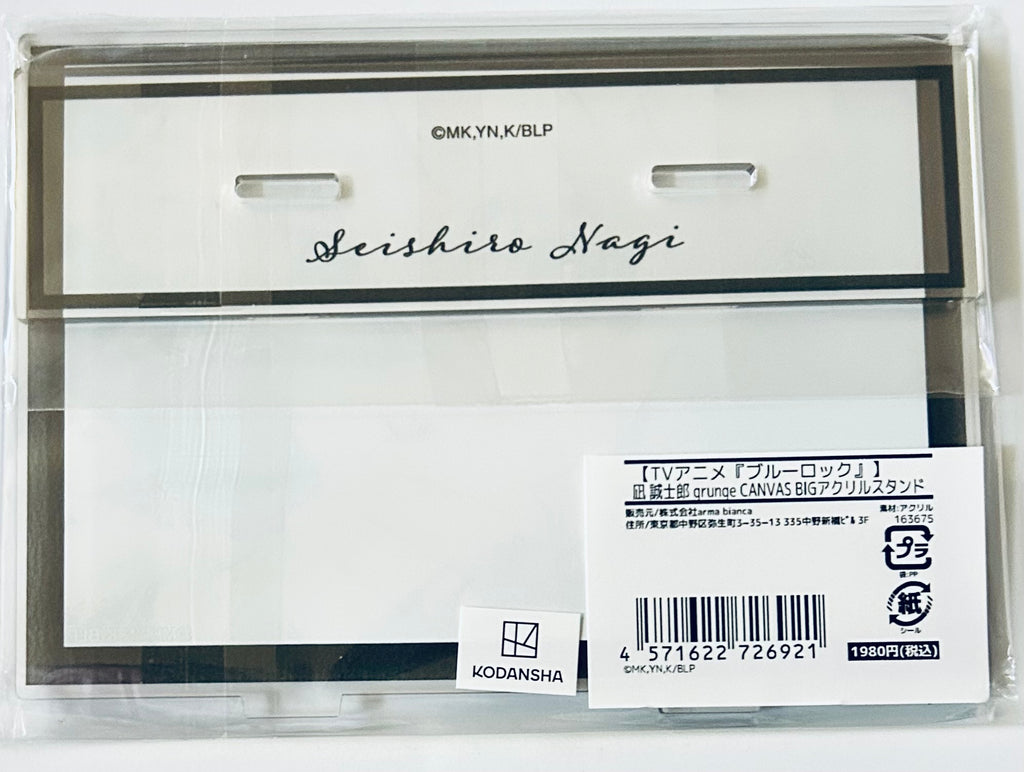 ©MK,YN,K/BLP
Seishiro Nagi
【TVアニメ『ブルーロック』】
凪 誠士郎 grunge CANVAS BIGアクリルスタンド
販売元/株式会社arma bianca
住所/東京都中野区弥生町3-35-13 335中野新橋ビル 3F
素材:アクリル
163675
プラ
袋:PP
紙
シール
4 571622 726921
1980円(税込)
©MK,YN,K/BLP
KODANSHA